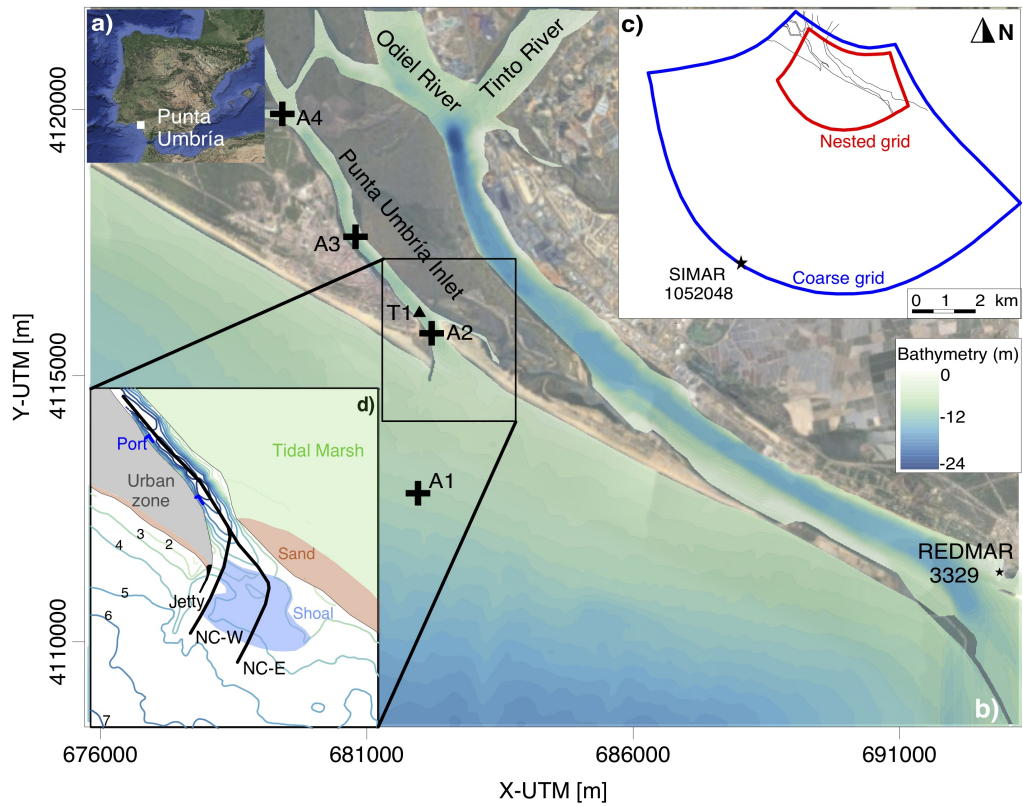 a)
Punta
Umbría
Odiel River
Tinto River
A4
Punta Umbría Inlet
A3
T1
A2
A1
REDMAR
3329
b)
c)
N
Nested grid
SIMAR
1052048
Coarse grid
0 1 2 km
Bathymetry (m)
0
-12
-24
d)
Port
Tidal Marsh
Urban
zone
Sand
3
4
2
5
6
7
Jetty
Shoal
NC-W
NC-E
4120000
4115000
4110000
Y-UTM [m]
676000 681000 686000 691000
X-UTM [m]